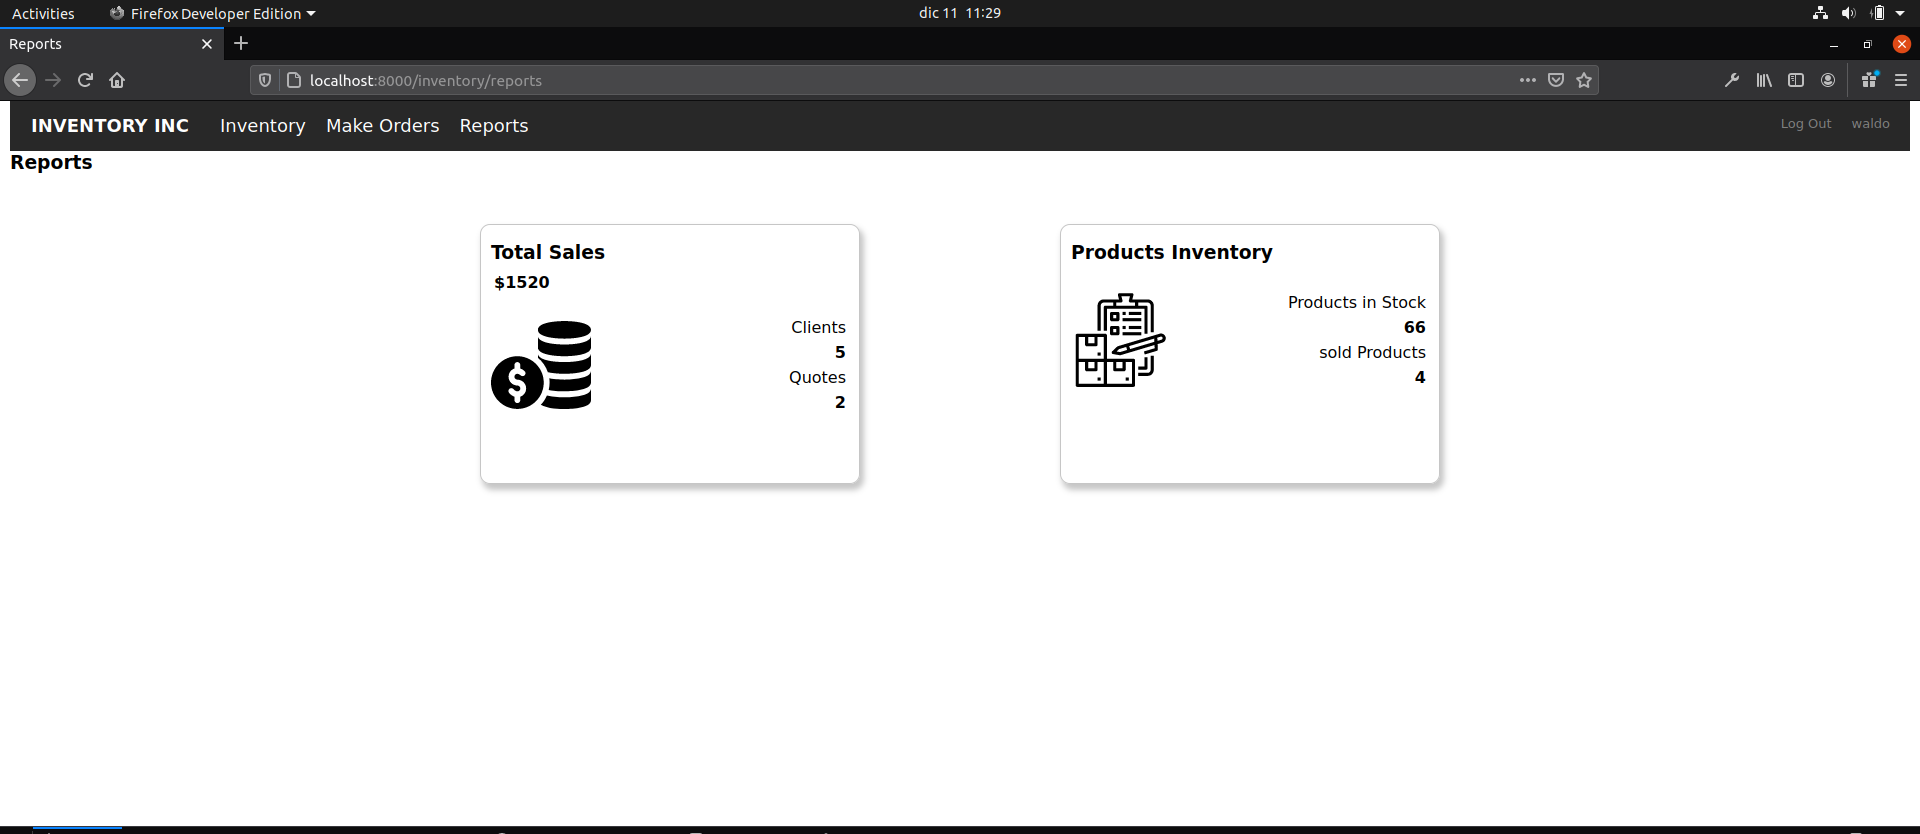 Activities Firefox Developer Edition dic 11 11:29
Reports
localhost:8000/inventory/reports
INVENTORY INC Inventory Make Orders Reports Log Out waldo
Reports
Total Sales
$1520
Clients
5
Quotes
2
Products Inventory
Products in Stock
66
sold Products
4